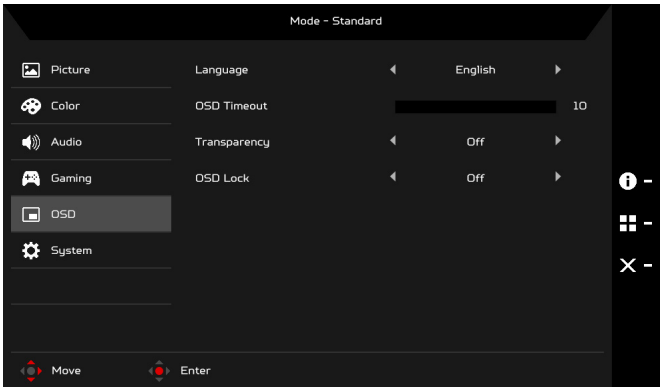 Mode - Standard
Picture
Language English
Color
OSD Timeout 10
Audio
Transparency Off
Gaming
OSD Lock Off
OSD
System
Move Enter